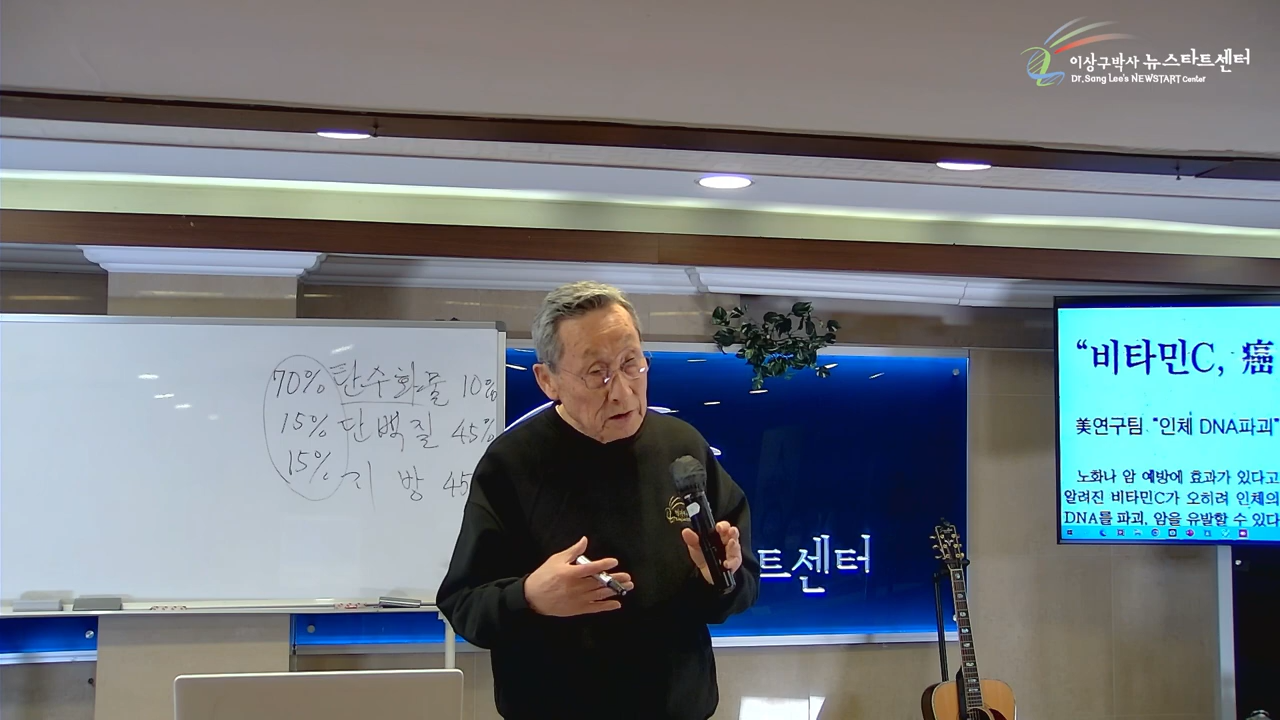 이상구박사 뉴스타트센터
Dr. Sang Lee's NEWSTART Center
70% 탄수화물 10%
15% 단백질 45%
15% 지방 45
트센터
“비타민C, 癌
美연구팀 "인체 DNA파괴"
노화나 암 예방에 효과가 있다고
알려진 비타민C가 오히려 인체의
DNA를 파괴, 암을 유발할 수 있다